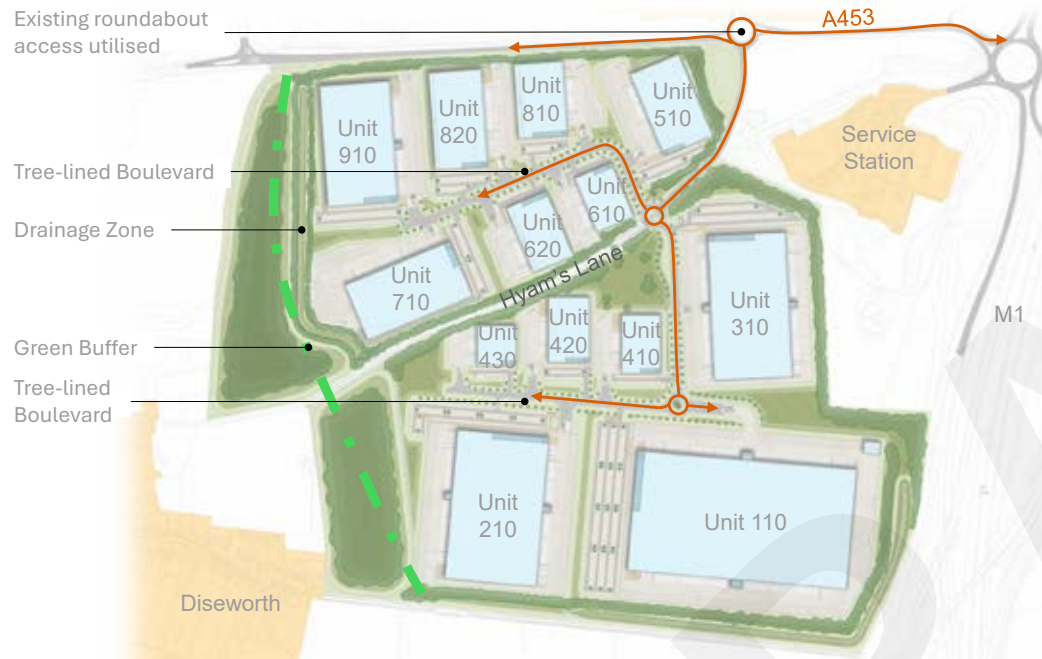 Existing roundabout
access utilised
A453
Unit
910
Unit
820
Unit
810
Unit
510
Service
Station
Tree-lined Boulevard
Unit
610
Unit
620
Drainage Zone
Hyam's Lane
Unit
710
Unit
310
M1
Unit
430
Unit
420
Unit
410
Green Buffer
Tree-lined
Boulevard
Unit
210
Unit 110
Diseworth